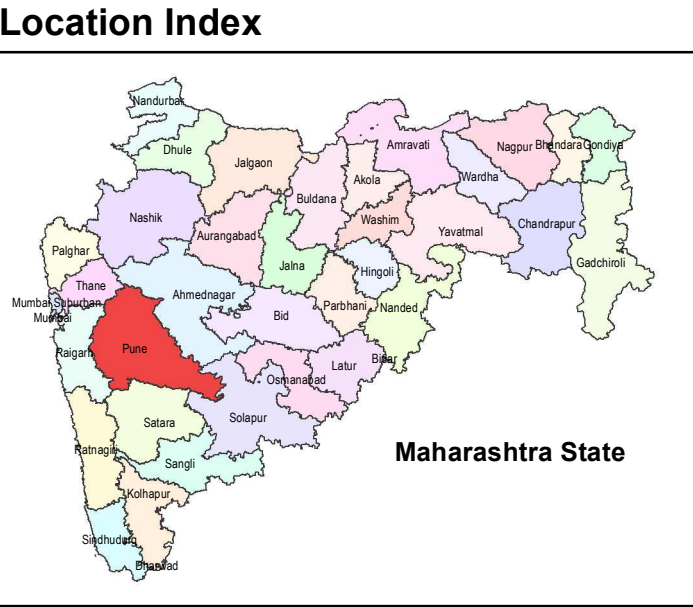 Location Index
Nandurbar
Dhule
Jalgaon
Amravati
Nagpur
Bhandara
Gondiya
Akola
Wardha
Buldana
Nashik
Washim
Aurangabad
Yavatmal
Chandrapur
Palghar
Jalna
Hingoli
Gadchiroli
Thane
Ahmednagar
Mumbai Suburban
Mumbai
Parbhani
Nanded
Bid
Raigarh
Pune
Bidar
Latur
Osmanabad
Satara
Solapur
Ratnagiri
Maharashtra State
Sangli
Kolhapur
Sindhudurg
Dharwad